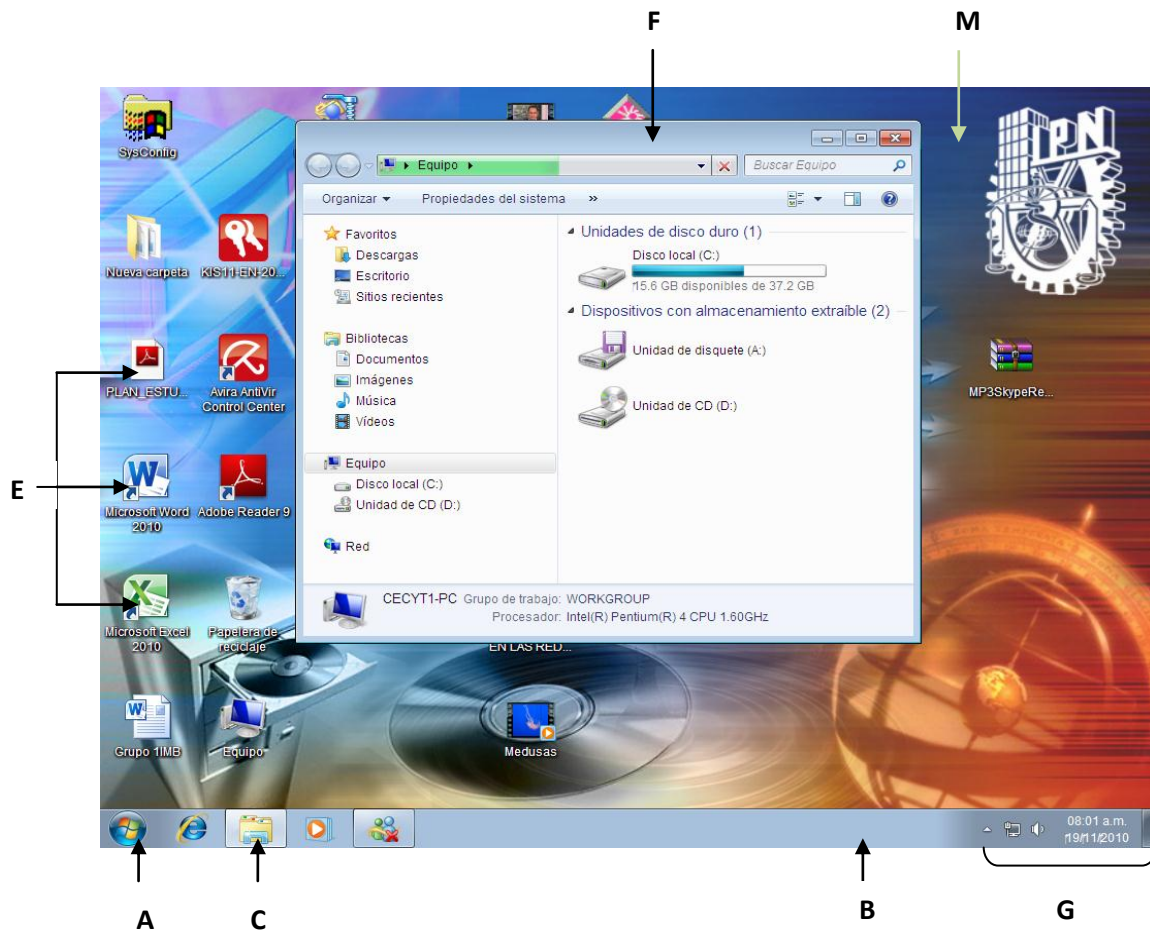 F
M
IPN
SysConfig
Equipo
Buscar Equipo
Organizar
Propiedades del sistema
»
Nueva carpeta
KIS11-EN-20...
Favoritos
Descargas
Escritorio
Sitios recientes
Unidades de disco duro (1)
Disco local (C:)
15.6 GB disponibles de 37.2 GB
Dispositivos con almacenamiento extraíble (2)
Bibliotecas
Documentos
Imágenes
Música
Vídeos
Unidad de disquete (A:)
Unidad de CD (D:)
PLAN_ESTU...
Avira AntiVir
Control Center
MP3SkypeRe...
Equipo
Disco local (C:)
Unidad de CD (D:)
Red
E
Microsoft Word
2010
Adobe Reader 9
CECYT1-PC Grupo de trabajo: WORKGROUP
Procesador: Intel(R) Pentium(R) 4 CPU 1.60GHz
Microsoft Excel
2010
Papelera de
reciclaje
EN LAS RED...
Grupo 1IMB
Equipo
Medusas
08:01 a.m.
19/11/2010
A
C
B
G